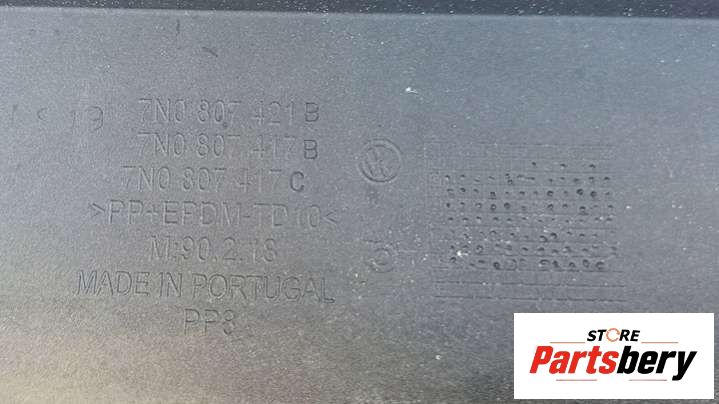 7N0 807 421 B
7N0 807 417 B
7N0 807 417 C
>PP+EPDM-TD10<
M:90.2.18
MADE IN PORTUGAL
PP8
STORE
Partsbery